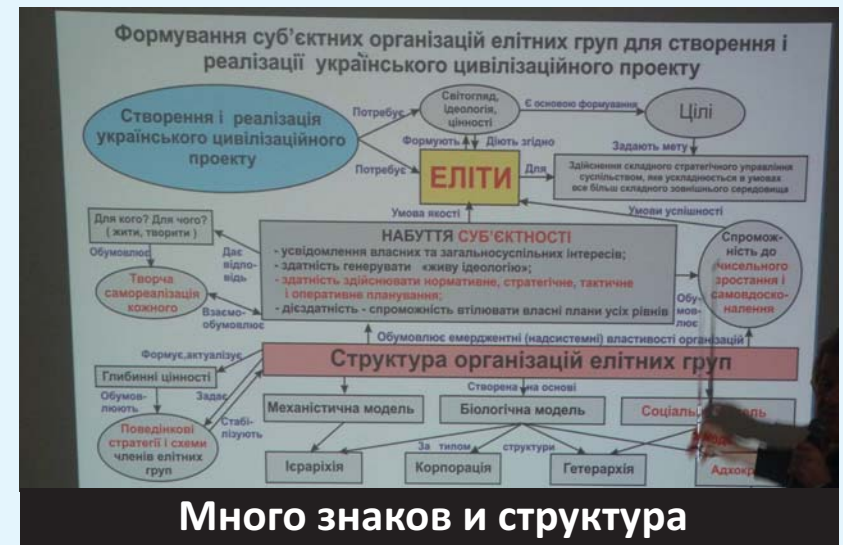 Формування суб’єктних організацій елітних груп для створення і
реалізації українського цивілізаційного проекту
Створення і реалізація
українського цивілізаційного
проекту
Потребує
Потребує
Світогляд,
ідеологія,
цінності
Є основою формування
Цілі
Формують
Діють згідно
Задають мету
ЕЛІТИ
Для
Здійснення складного стратегічного управління
суспільством, яке ускладнюється в умовах
все більш складного зовнішнього середовища
Умова якості
Умови успішності
Для кого? Для чого?
( жити, творити )
Обумовлює
Дає
відпо-
відь
Творча
самореалізація
кожного
Взаємо-
обумовлює
НАБУТТЯ СУБ’ЄКТНОСТІ
- усвідомлення власних та загальносуспільних інтересів;
- здатність генерувати «живу ідеологію»;
- здатність здійснювати нормативне, стратегічне, тактичне
і оперативне планування;
- дієздатність - спроможність втілювати власні плани усіх рівнів
Спромож-
ність до
чисельного
зростання і
самовдоско-
налення
Обу-
мов-
лює
Обумовлює емерджентні (надсистемні) властивості організацій
Структура організацій елітних груп
Формує,актуалізує
Глибинні цінності
Обумов-
люють
Задає
Стабі-
лізують
Поведінкові
стратегії і схеми
членів елітних
груп
Створена на основі
Механістична модель
Біологічна модель
За типом структури
Ієрархія
Корпорація
Гетерархія
Много знаков и структура